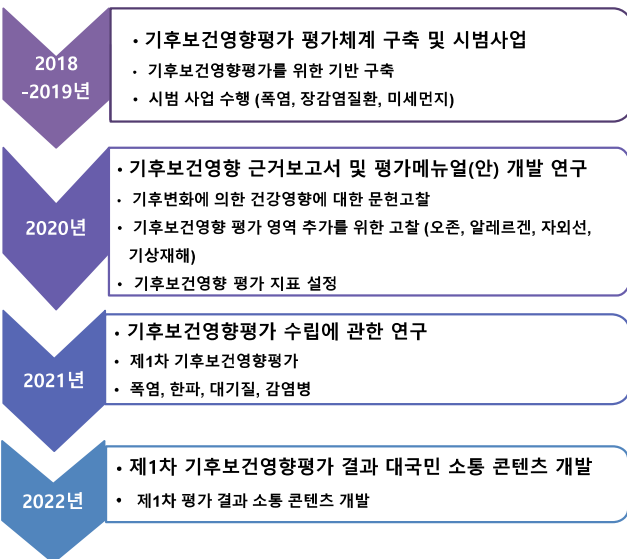 2018
-2019년
• 기후보건영향평가 평가체계 구축 및 시범사업
• 기후보건영향평가를 위한 기반 구축
• 시범 사업 수행 (폭염, 장감염질환, 미세먼지)
2020년
• 기후보건영향 근거보고서 및 평가메뉴얼(안) 개발 연구
• 기후변화에 의한 건강영향에 대한 문헌고찰
• 기후보건영향 평가 영역 추가를 위한 고찰 (오존, 알레르겐, 자외선,
기상재해)
• 기후보건영향 평가 지표 설정
2021년
• 기후보건영향평가 수립에 관한 연구
• 제1차 기후보건영향평가
• 폭염, 한파, 대기질, 감염병
2022년
• 제1차 기후보건영향평가 결과 대국민 소통 콘텐츠 개발
• 제1차 평가 결과 소통 콘텐츠 개발